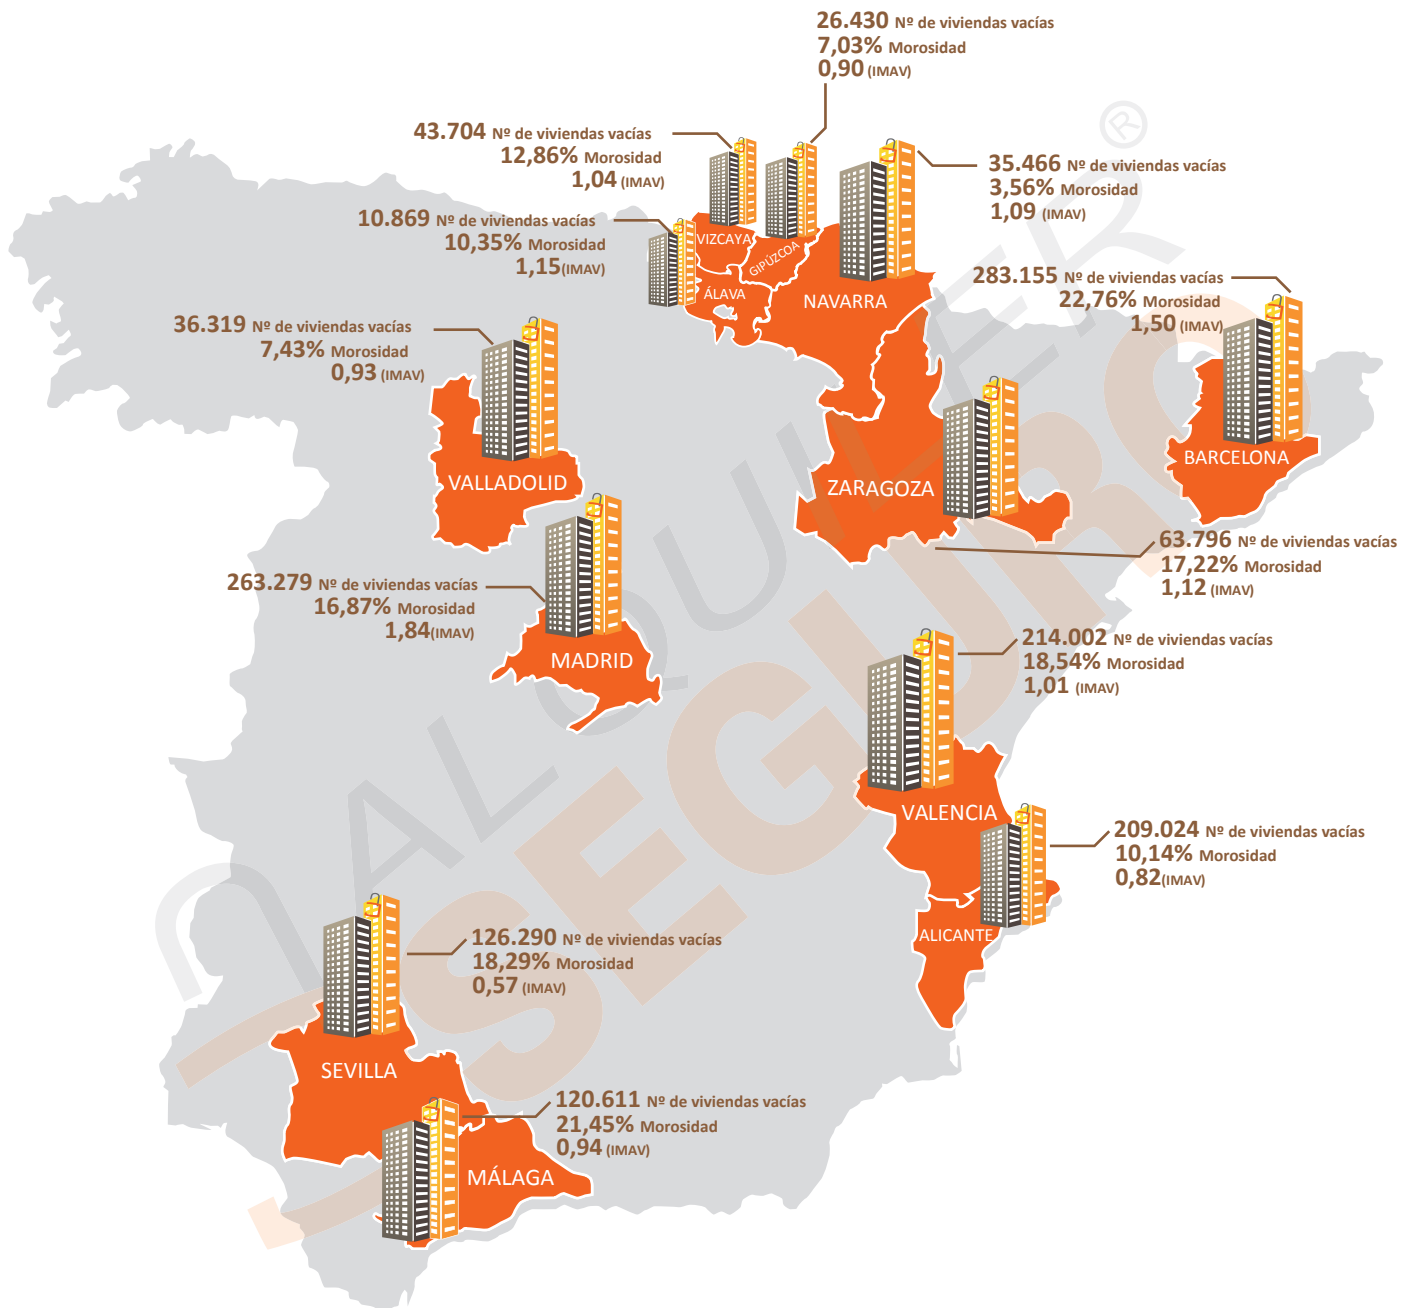 26.430 Nº de viviendas vacías
7,03% Morosidad
0,90 (IMAV)
43.704 Nº de viviendas vacías
12,86% Morosidad
1,04 (IMAV)
35.466 Nº de viviendas vacías
3,56% Morosidad
1,09 (IMAV)
10.869 Nº de viviendas vacías
10,35% Morosidad
1,15(IMAV)
VIZCAYA
GIPÚZCOA
ÁLAVA
NAVARRA
283.155 Nº de viviendas vacías
22,76% Morosidad
1,50 (IMAV)
36.319 Nº de viviendas vacías
7,43% Morosidad
0,93 (IMAV)
BARCELONA
VALLADOLID
ZARAGOZA
63.796 Nº de viviendas vacías
17,22% Morosidad
1,12 (IMAV)
263.279 Nº de viviendas vacías
16,87% Morosidad
1,84(IMAV)
MADRID
214.002 Nº de viviendas vacías
18,54% Morosidad
1,01 (IMAV)
VALENCIA
209.024 Nº de viviendas vacías
10,14% Morosidad
0,82(IMAV)
ALICANTE
126.290 Nº de viviendas vacías
18,29% Morosidad
0,57 (IMAV)
SEVILLA
120.611 Nº de viviendas vacías
21,45% Morosidad
0,94 (IMAV)
MÁLAGA
ALQUILER®
SEGURO